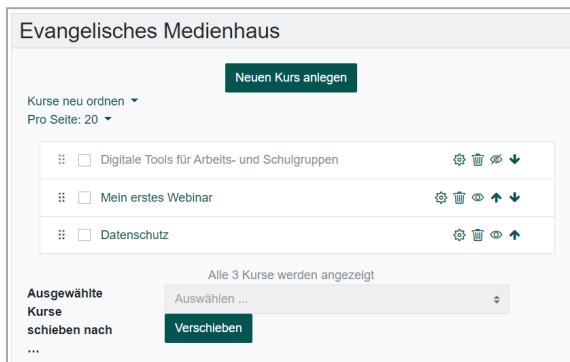 Evangelisches Medienhaus
Neuen Kurs anlegen
Kurse neu ordnen
Pro Seite: 20
Digitale Tools für Arbeits- und Schulgruppen
Mein erstes Webinar
Datenschutz
Alle 3 Kurse werden angezeigt
Ausgewählte
Kurse
schieben nach
...
Auswählen ...
Verschieben